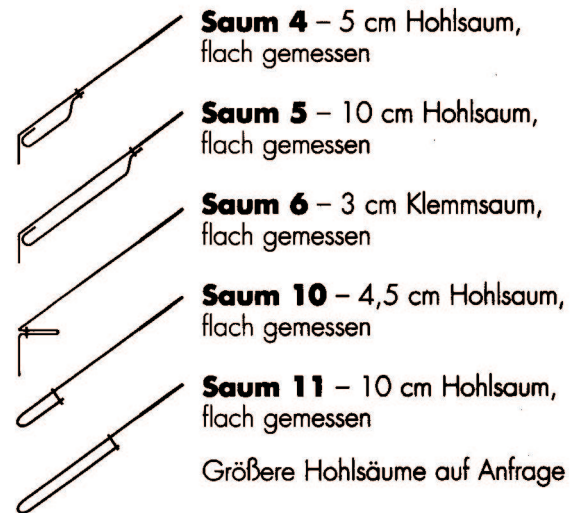 Saum 4 – 5 cm Hohlsaum,
flach gemessen
Saum 5 – 10 cm Hohlsaum,
flach gemessen
Saum 6 – 3 cm Klemmsaum,
flach gemessen
Saum 10 – 4,5 cm Hohlsaum,
flach gemessen
Saum 11 – 10 cm Hohlsaum,
flach gemessen
Größere Hohlsäume auf Anfrage